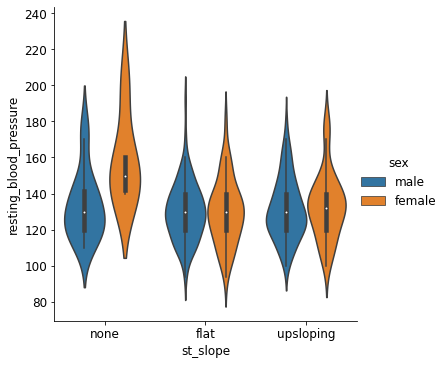 240
220
200
180
160
140
120
100
80
resting_blood_pressure
none
flat
upsloping
st_slope
sex
male
female